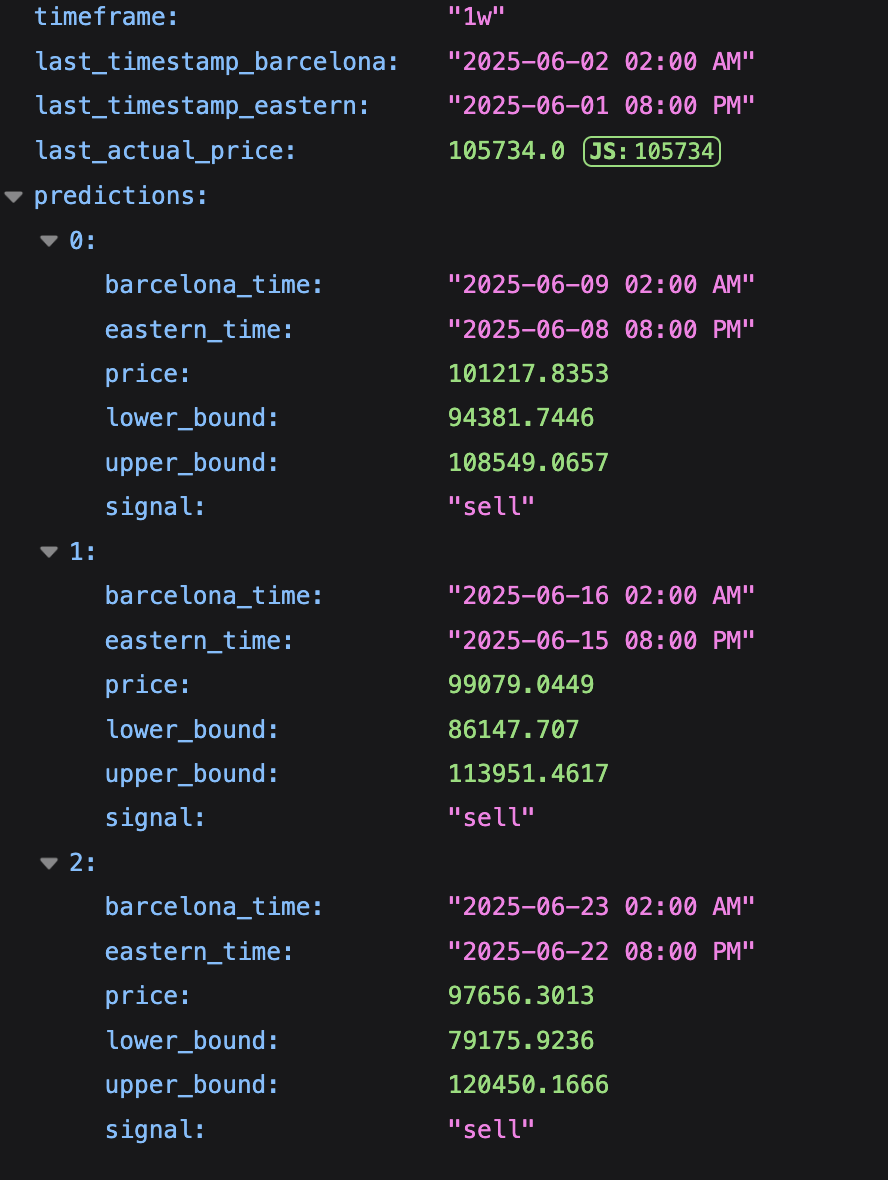 timeframe: "1w"
last_timestamp_barcelona: "2025-06-02 02:00 AM"
last_timestamp_eastern: "2025-06-01 08:00 PM"
last_actual_price: 105734.0 JS: 105734
predictions:
0:
barcelona_time: "2025-06-09 02:00 AM"
eastern_time: "2025-06-08 08:00 PM"
price: 101217.8353
lower_bound: 94381.7446
upper_bound: 108549.0657
signal: "sell"
1:
barcelona_time: "2025-06-16 02:00 AM"
eastern_time: "2025-06-15 08:00 PM"
price: 99079.0449
lower_bound: 86147.707
upper_bound: 113951.4617
signal: "sell"
2:
barcelona_time: "2025-06-23 02:00 AM"
eastern_time: "2025-06-22 08:00 PM"
price: 97656.3013
lower_bound: 79175.9236
upper_bound: 120450.1666
signal: "sell"